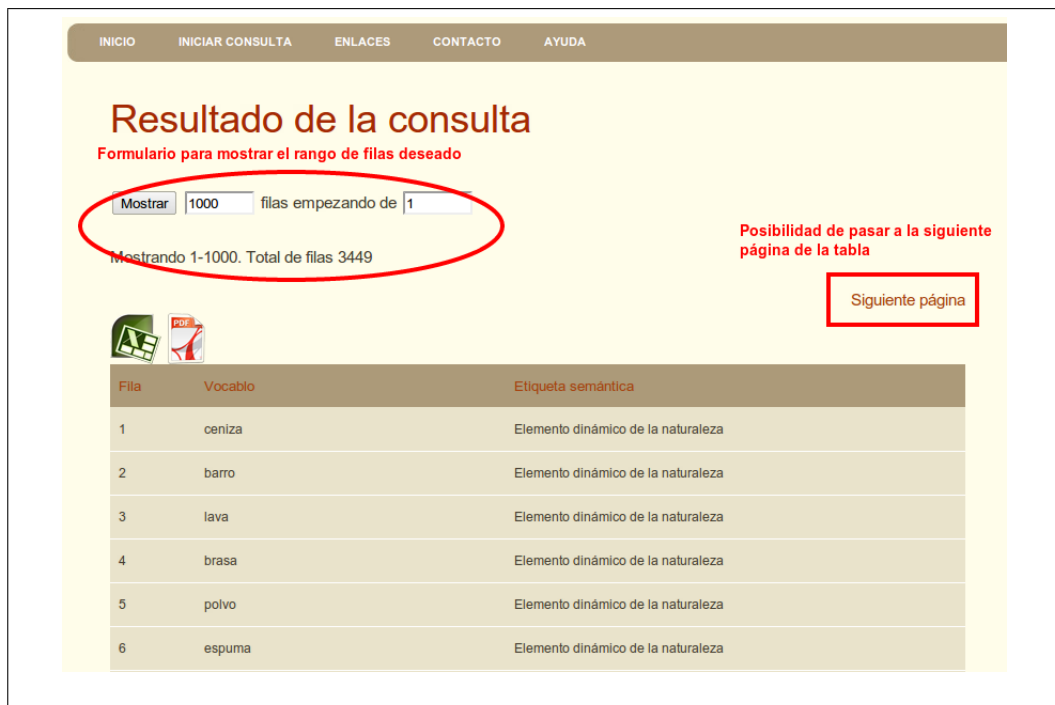 INICIO INICIAR CONSULTA ENLACES CONTACTO AYUDA
Resultado de la consulta
Formulario para mostrar el rango de filas deseado
Mostrar 1000 filas empezando de 1
Posibilidad de pasar a la siguiente
página de la tabla
Mostrando 1-1000. Total de filas 3449
Siguiente página
PDF
Fila Vocablo Etiqueta semántica
1 ceniza Elemento dinámico de la naturaleza
2 barro Elemento dinámico de la naturaleza
3 lava Elemento dinámico de la naturaleza
4 brasa Elemento dinámico de la naturaleza
5 polvo Elemento dinámico de la naturaleza
6 espuma Elemento dinámico de la naturaleza